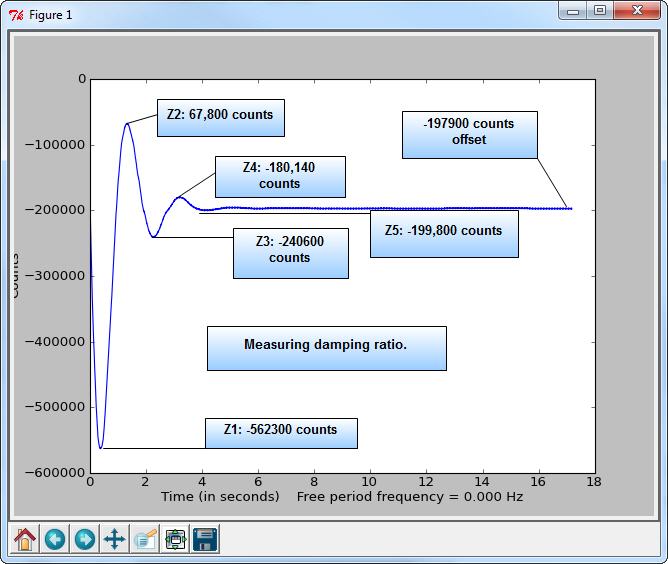 Figure 1
0
−100000
−200000
−300000
−400000
−500000
−600000
Counts
Z2: 67,800 counts
-197900 counts
offset
Z4: -180,140
counts
Z3: -240600
counts
Z5: -199,800 counts
Measuring damping ratio.
Z1: -562300 counts
0 2 4 6 8 10 12 14 16 18
Time (in seconds) Free period frequency = 0.000 Hz